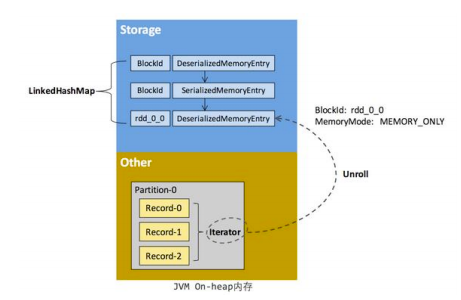 Storage
BlockId DeserializedMemoryEntry
LinkedHashMap
BlockId SerializedMemoryEntry
rdd_0_0 DeserializedMemoryEntry
BlockId: rdd_0_0
MemoryMode: MEMORY_ONLY
Other
Unroll
Partition-0
Record-0
Record-1
Iterator
Record-2
JVM On-heap内存